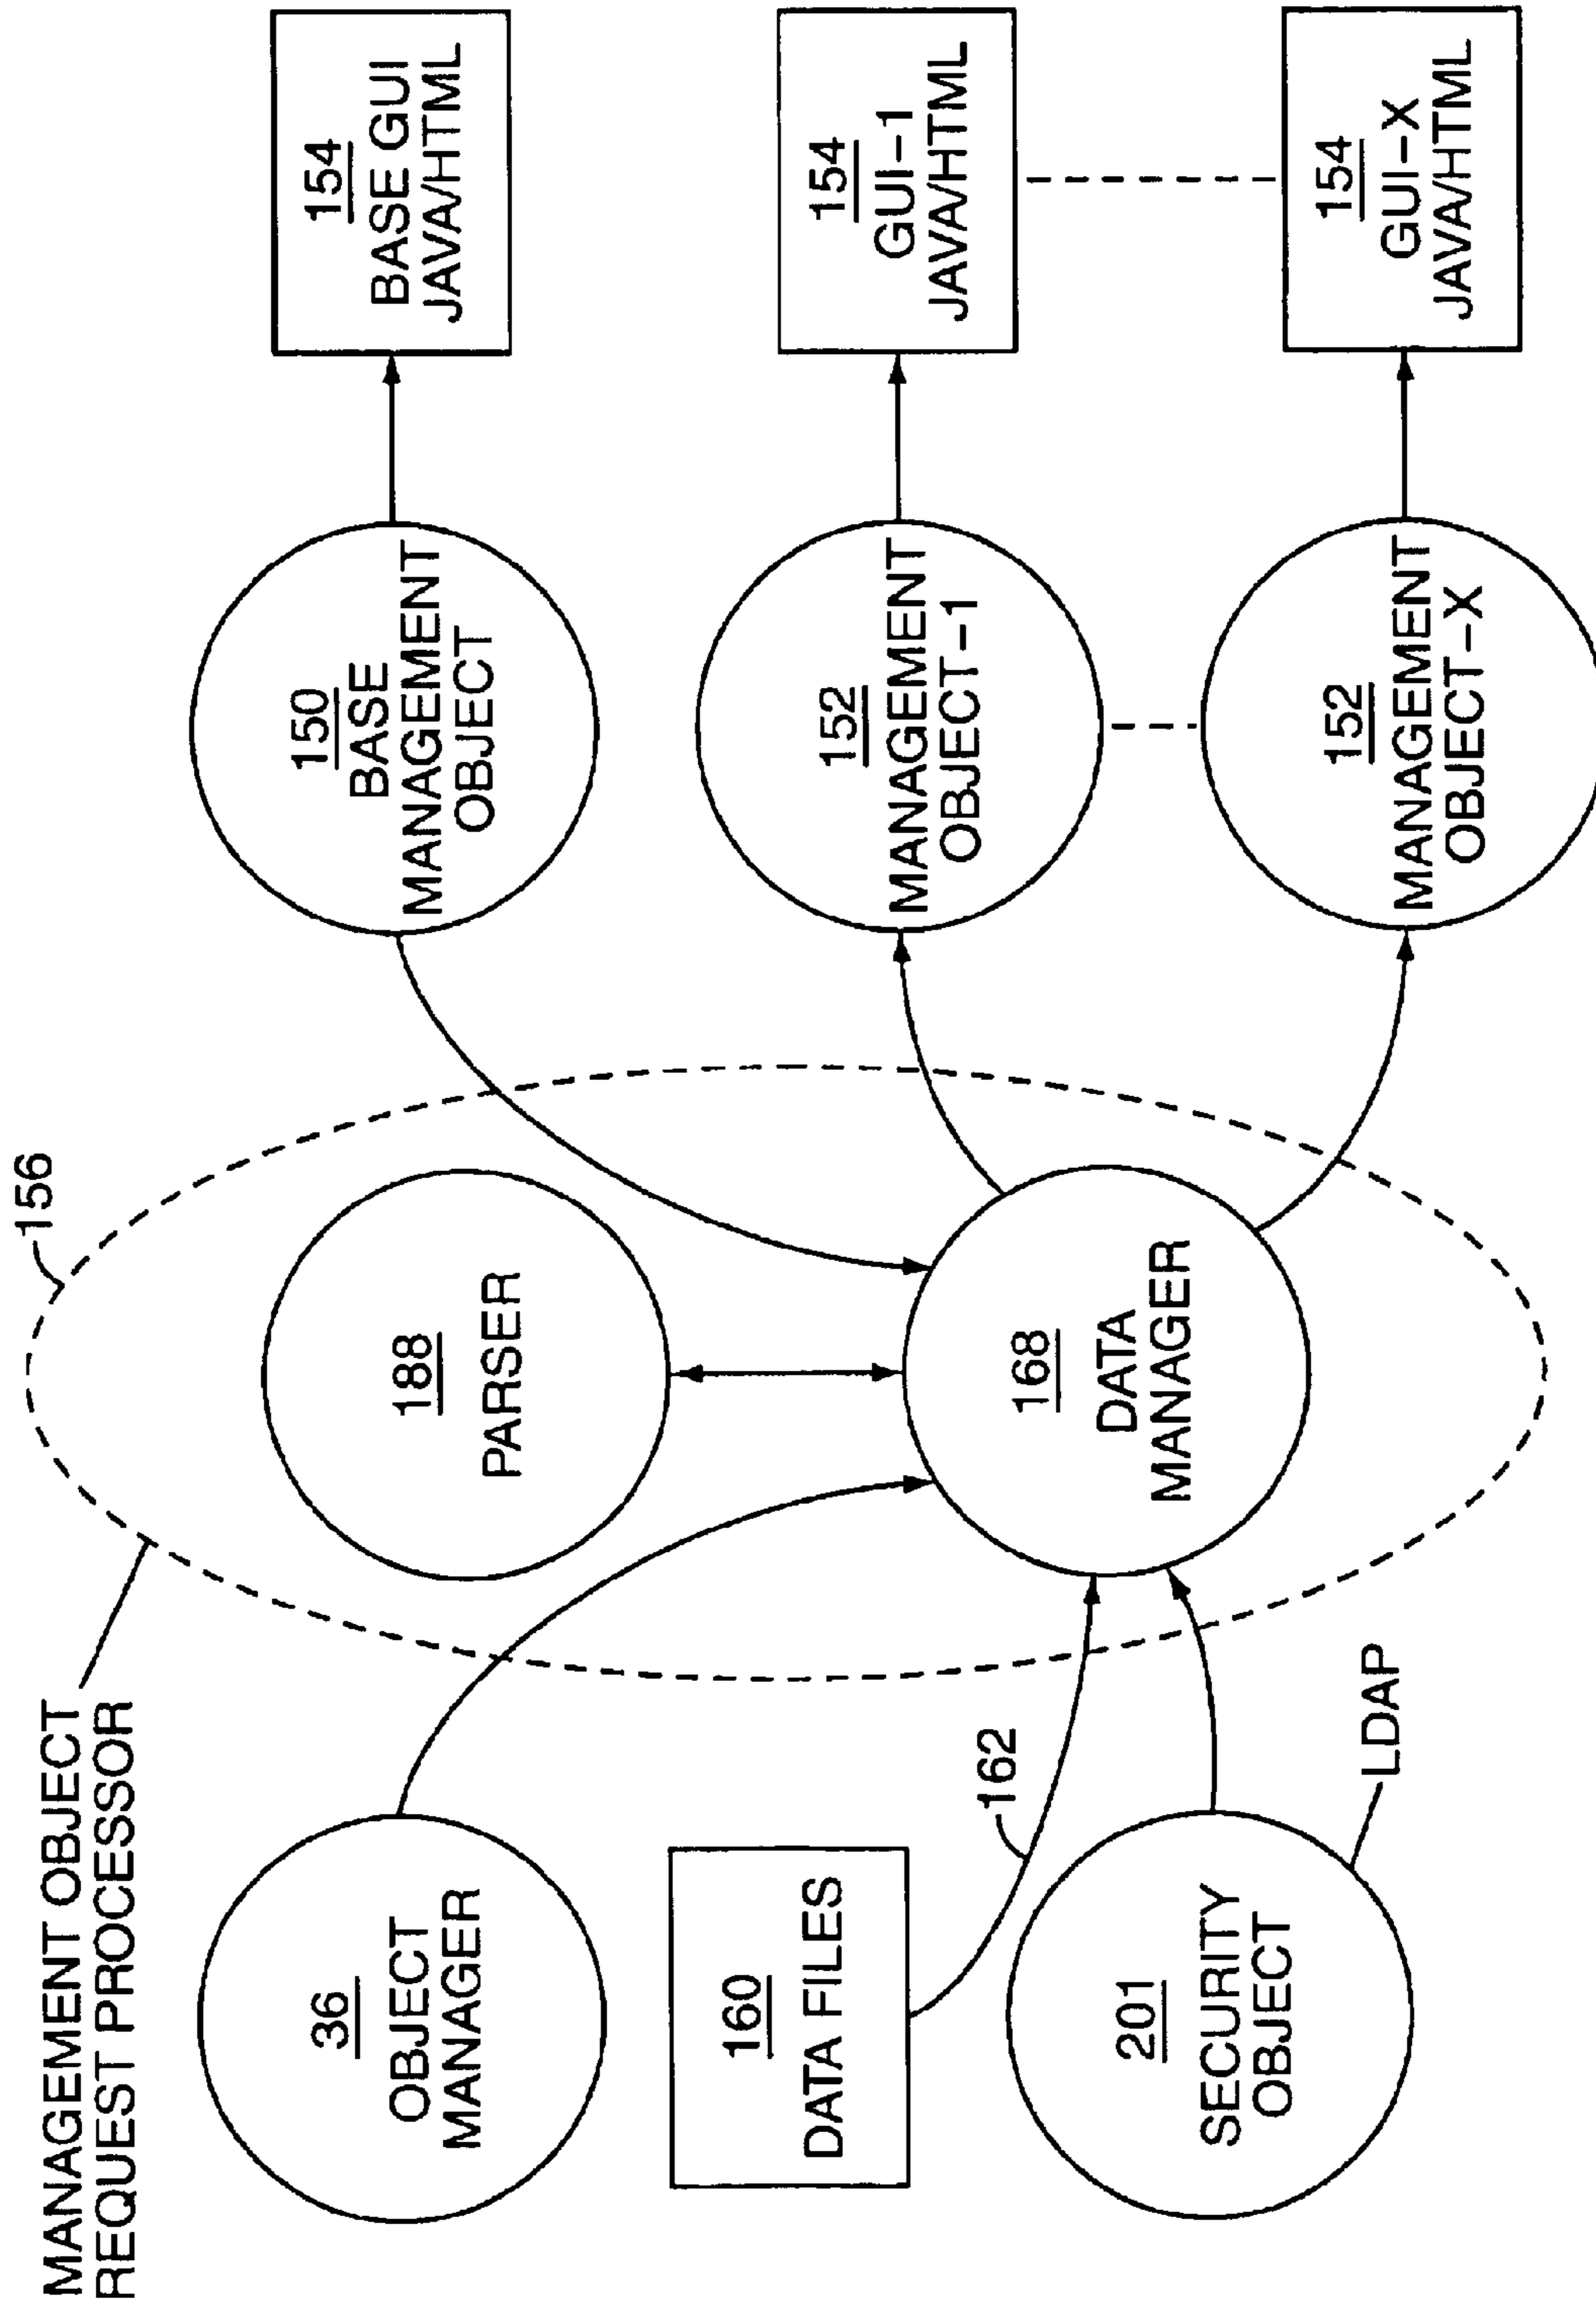 MANAGEMENT OBJECT
REQUEST PROCESSOR
156
36
OBJECT
MANAGER
160
DATA FILES
162
201
SECURITY
OBJECT
LDAP
188
PARSER
168
DATA
MANAGER
150
BASE
MANAGEMENT
OBJECT
152
MANAGEMENT
OBJECT-1
152
MANAGEMENT
OBJECT-X
154
BASE GUI
JAVA/HTML
154
GUI-1
JAVA/HTML
154
GUI-X
JAVA/HTML